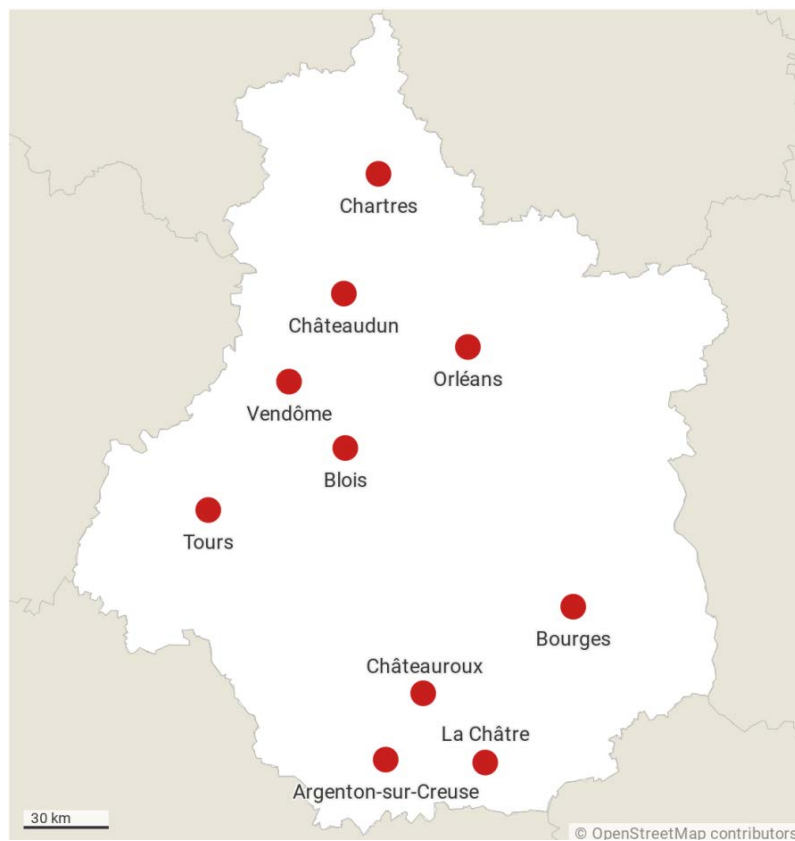 Chartres
Châteaudun
Orléans
Vendôme
Blois
Tours
Bourges
Châteauroux
La Châtre
Argenton-sur-Creuse
30 km
© OpenStreetMap contributors